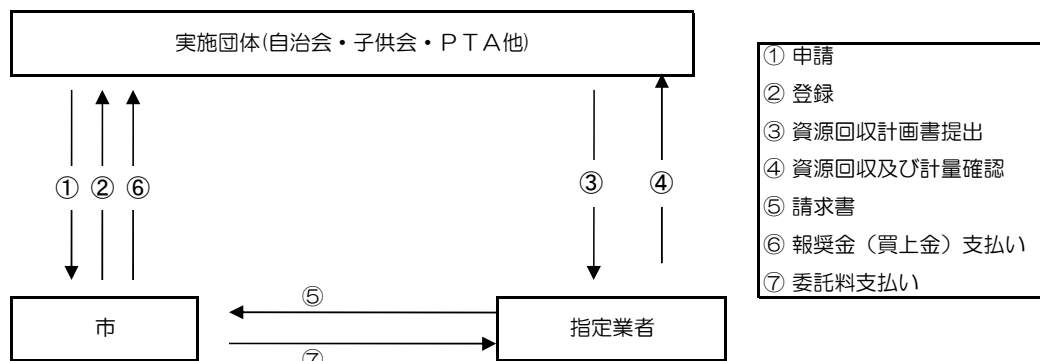 実施団体(自治会・子供会・ＰＴＡ他)
① 申請
② 登録
③ 資源回収計画書提出
④ 資源回収及び計量確認
⑤ 請求書
⑥ 報奨金（買上金）支払い
⑦ 委託料支払い
① ② ⑥
③ ④
⑤
市
指定業者
⑦